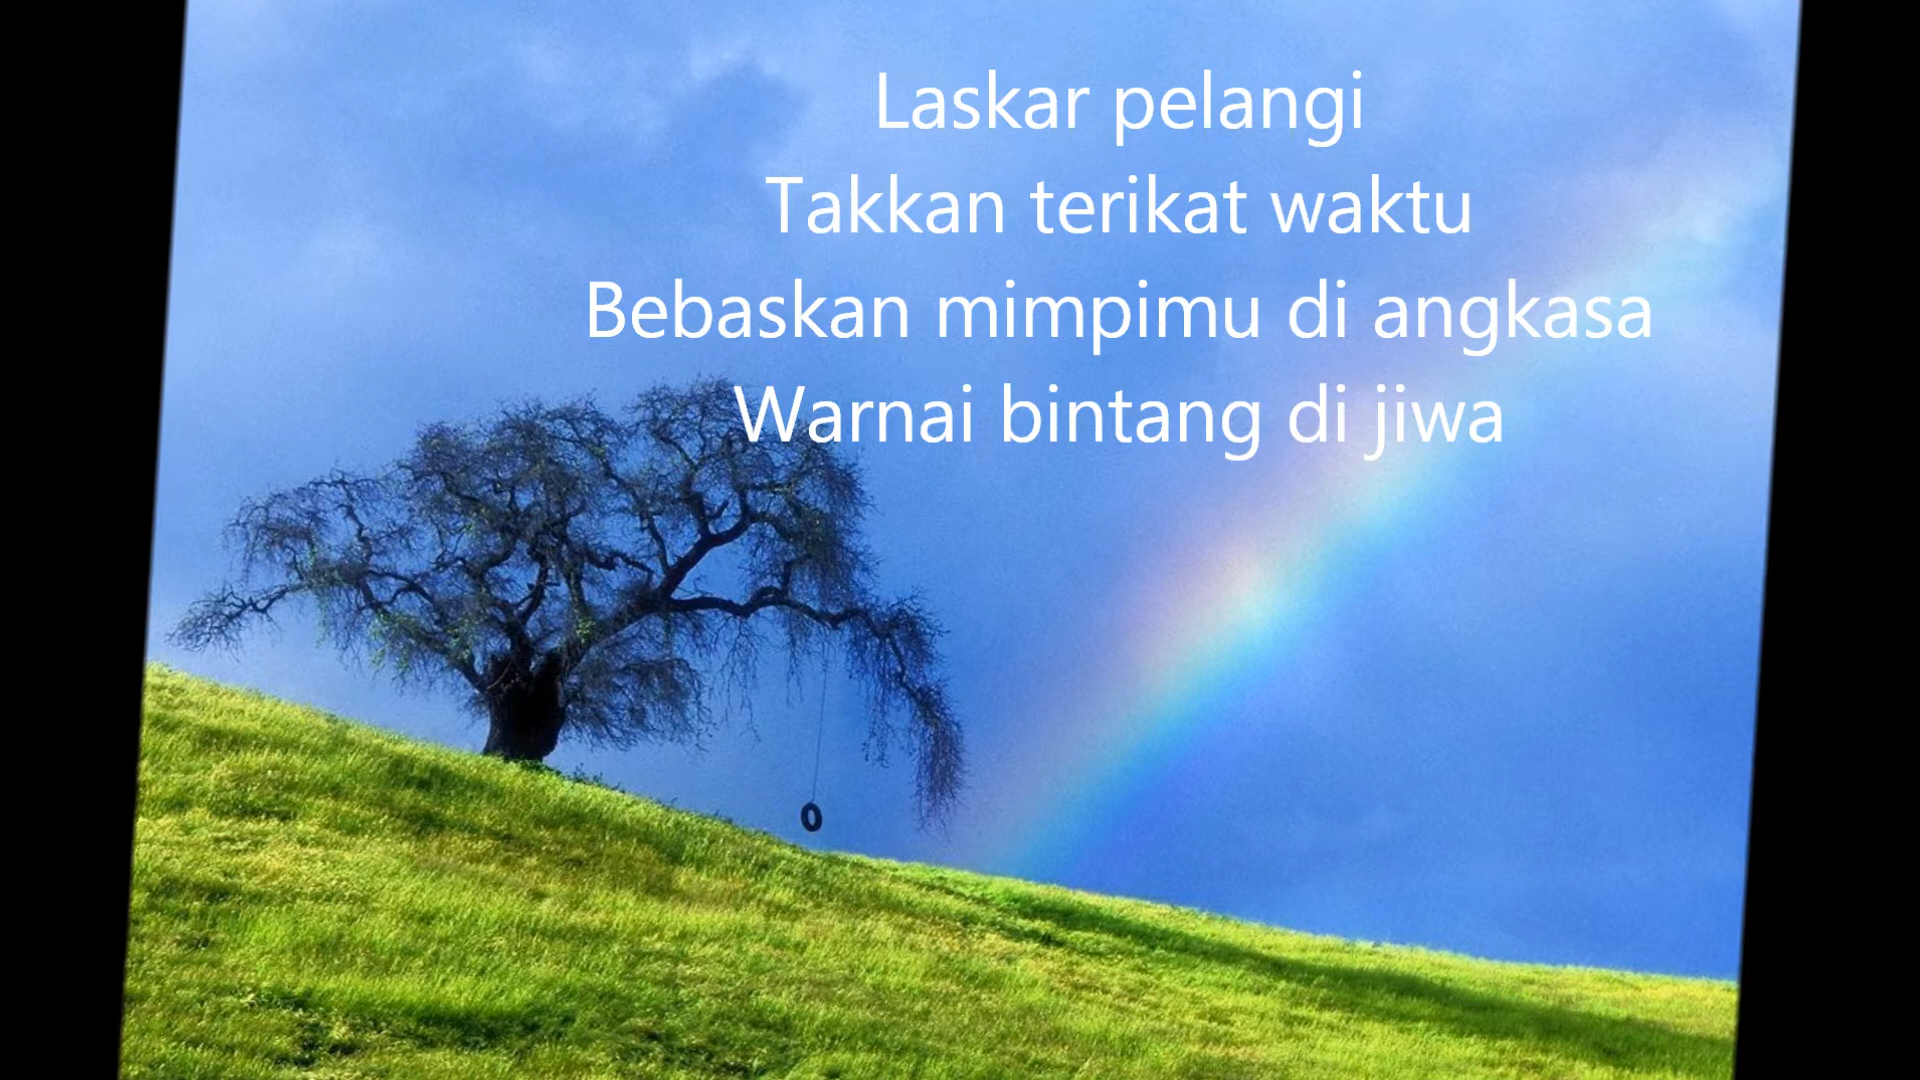 Laskar pelangi
Takkan terikat waktu
Bebaskan mimpimu di angkasa
Warnai bintang di jiwa